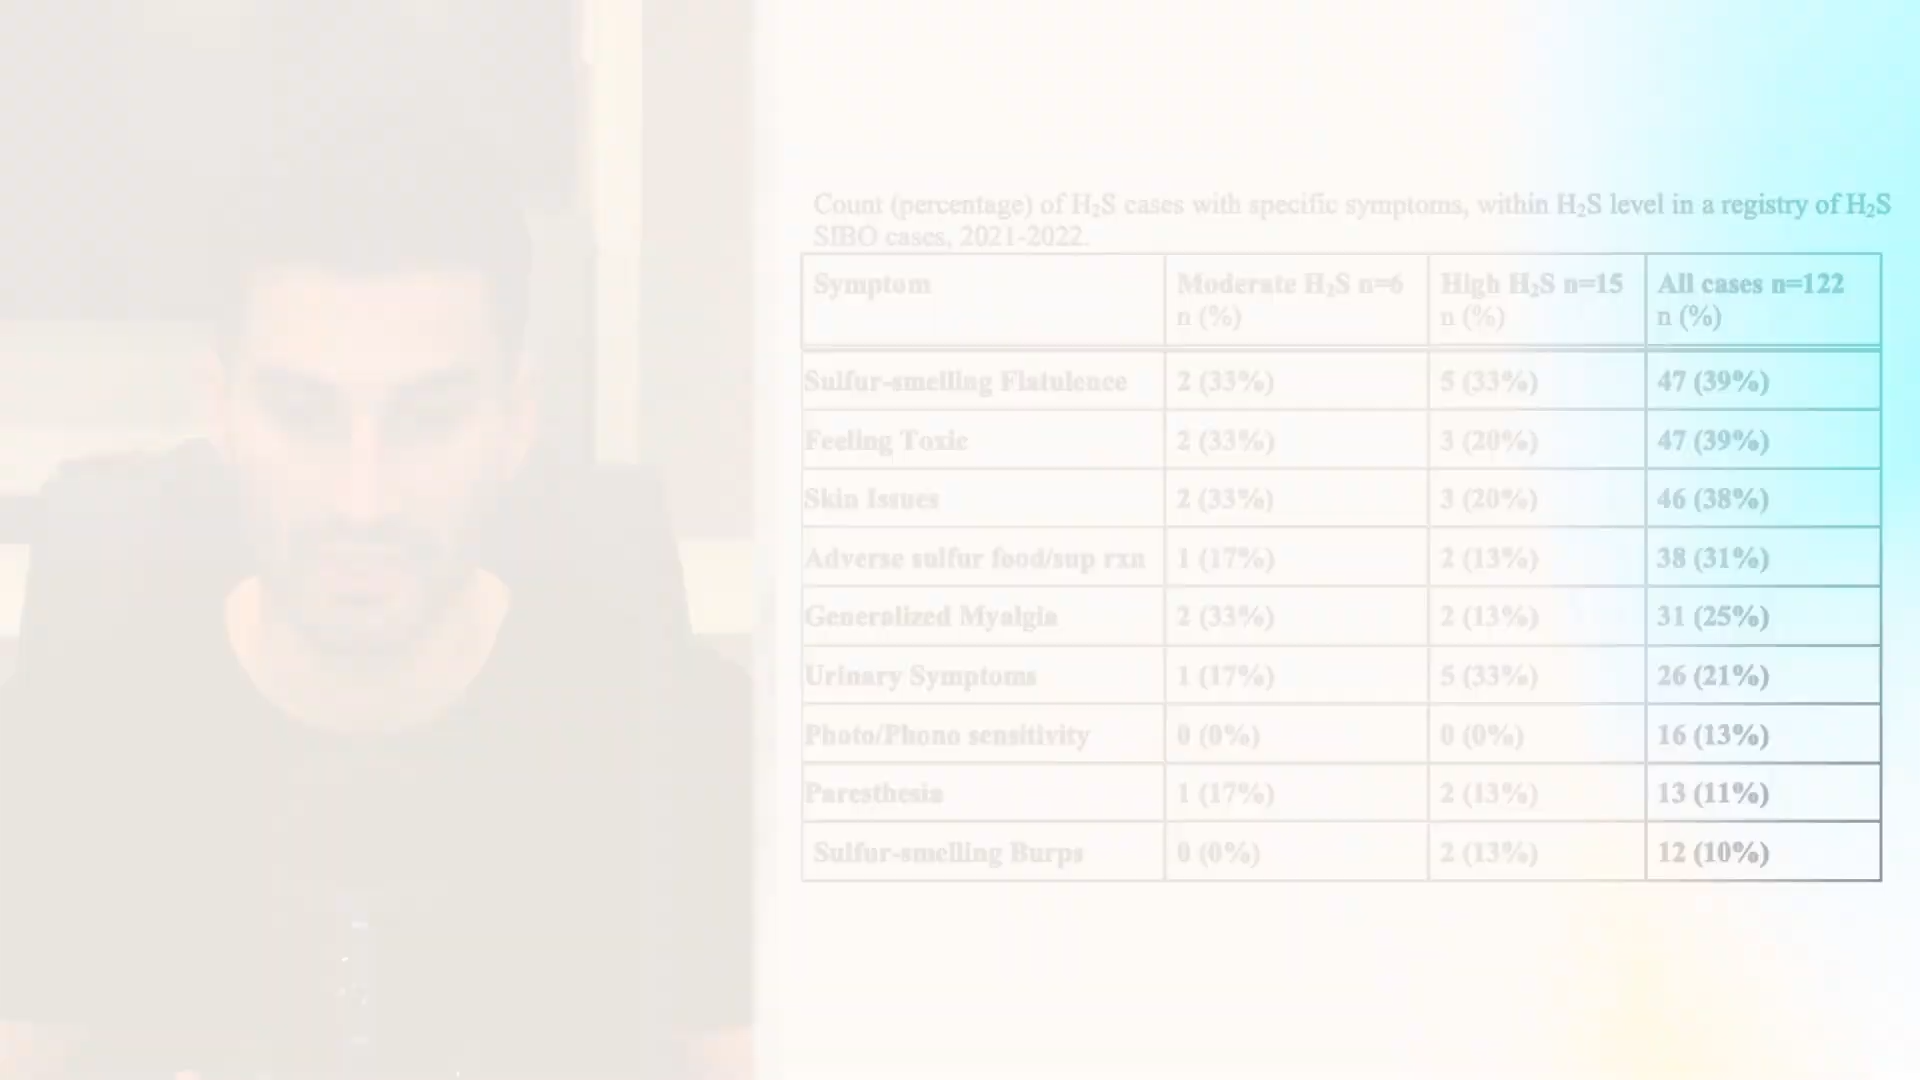 Count (percentage) of H₂S cases with specific symptoms, within H₂S level in a registry of H₂S
SIBO cases, 2021-2022.
Symptom Moderate H₂S n=6 High H₂S n=15 All cases n=122
n (%) n (%) n (%)
Sulfur-smelling Flatulence 2 (33%) 5 (33%) 47 (39%)
Feeling Toxic 2 (33%) 3 (20%) 47 (39%)
Skin Issues 2 (33%) 3 (20%) 46 (38%)
Adverse sulfur food/sup rxn 1 (17%) 2 (13%) 38 (31%)
Generalized Myalgia 2 (33%) 2 (13%) 31 (25%)
Urinary Symptoms 1 (17%) 5 (33%) 26 (21%)
Photo/Phono sensitivity 0 (0%) 0 (0%) 16 (13%)
Paresthesia 1 (17%) 2 (13%) 13 (11%)
Sulfur-smelling Burps 0 (0%) 2 (13%) 12 (10%)